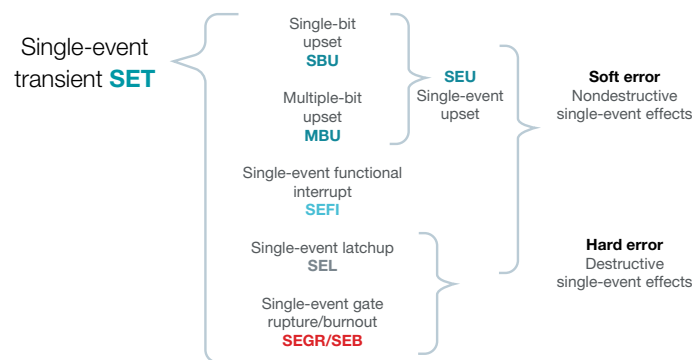 Single-event
transient SET
Single-bit
upset
SBU
Multiple-bit
upset
MBU
SEU
Single-event
upset
Single-event functional
interrupt
SEFI
Single-event latchup
SEL
Single-event gate
rupture/burnout
SEGR/SEB
Soft error
Nondestructive
single-event effects
Hard error
Destructive
single-event effects